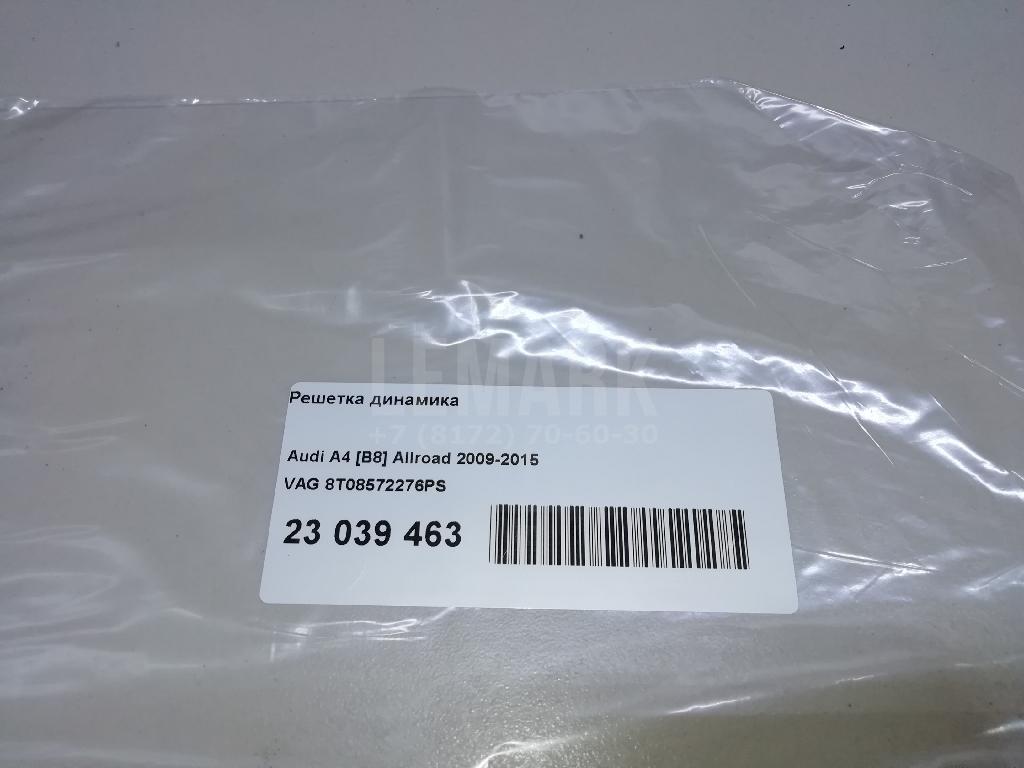 LEMARK
+7 (8172) 70-60-30
Решетка динамика
Audi A4 [B8] Allroad 2009-2015
VAG 8T08572276PS
23 039 463